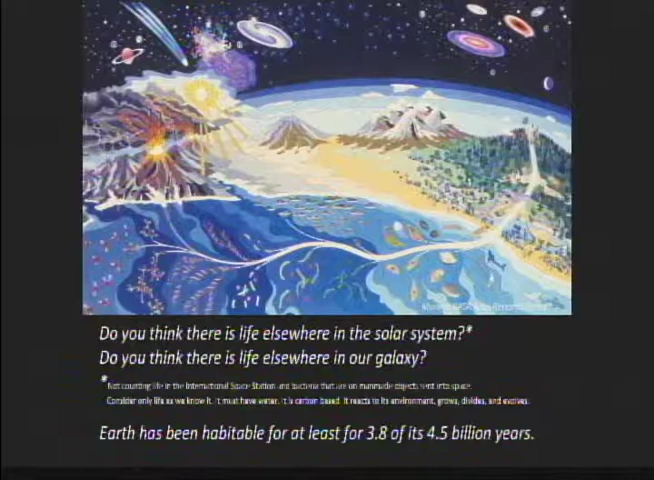 Do you think there is life elsewhere in the solar system?*
Do you think there is life elsewhere in our galaxy?
*Not counting life in the International Space Station and bacteria that are on manmade objects sent into space.
Consider only life as we know it. It must have water. It is carbon based. It reacts to its environment, grows, divides, and evolves.
Earth has been habitable for at least for 3.8 of its 4.5 billion years.